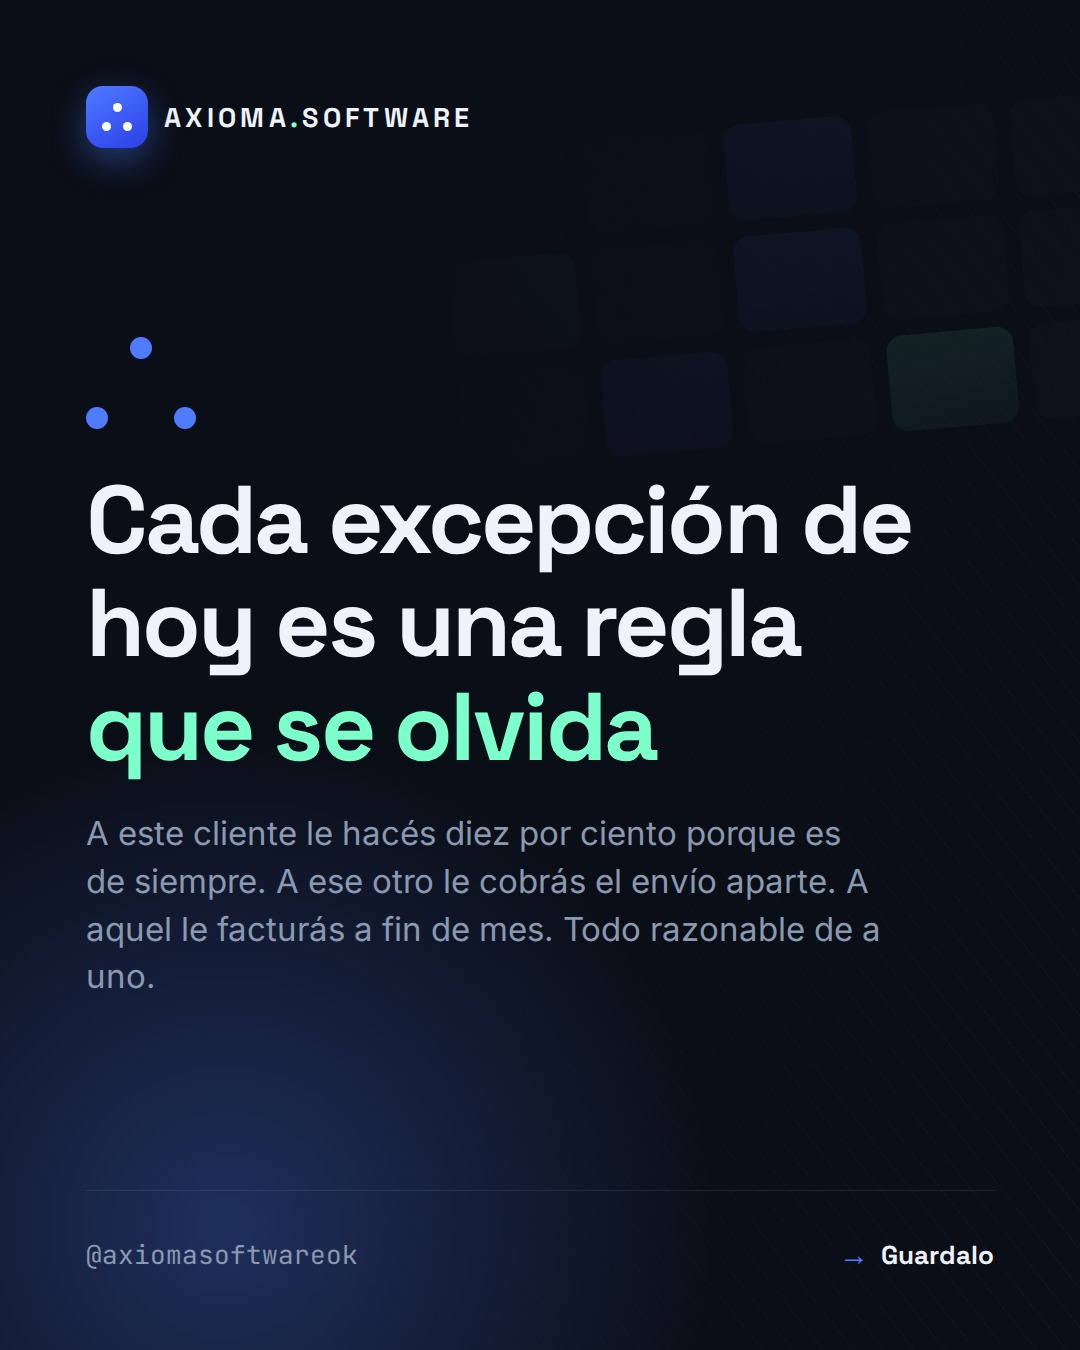 AXIOMA.SOFTWARE
Cada excepción de
hoy es una regla
que se olvida
A este cliente le hacés diez por ciento porque es
de siempre. A ese otro le cobrás el envío aparte. A
aquel le facturás a fin de mes. Todo razonable de a
uno.
@axiomasoftwareok
→ Guardalo